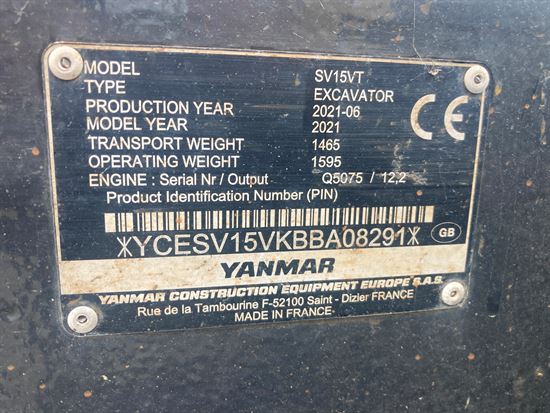 MODEL SV15VT
TYPE EXCAVATOR
PRODUCTION YEAR 2021-06
MODEL YEAR 2021
TRANSPORT WEIGHT 1465
OPERATING WEIGHT 1595
ENGINE : Serial Nr / Output Q5075 / 12,2
Product Identification Number (PIN)
*YCESV15VKBBA08291*
GB
CE
YANMAR
YANMAR CONSTRUCTION EQUIPMENT EUROPE S.A.S.
Rue de la Tambourine F-52100 Saint - Dizier FRANCE
MADE IN FRANCE